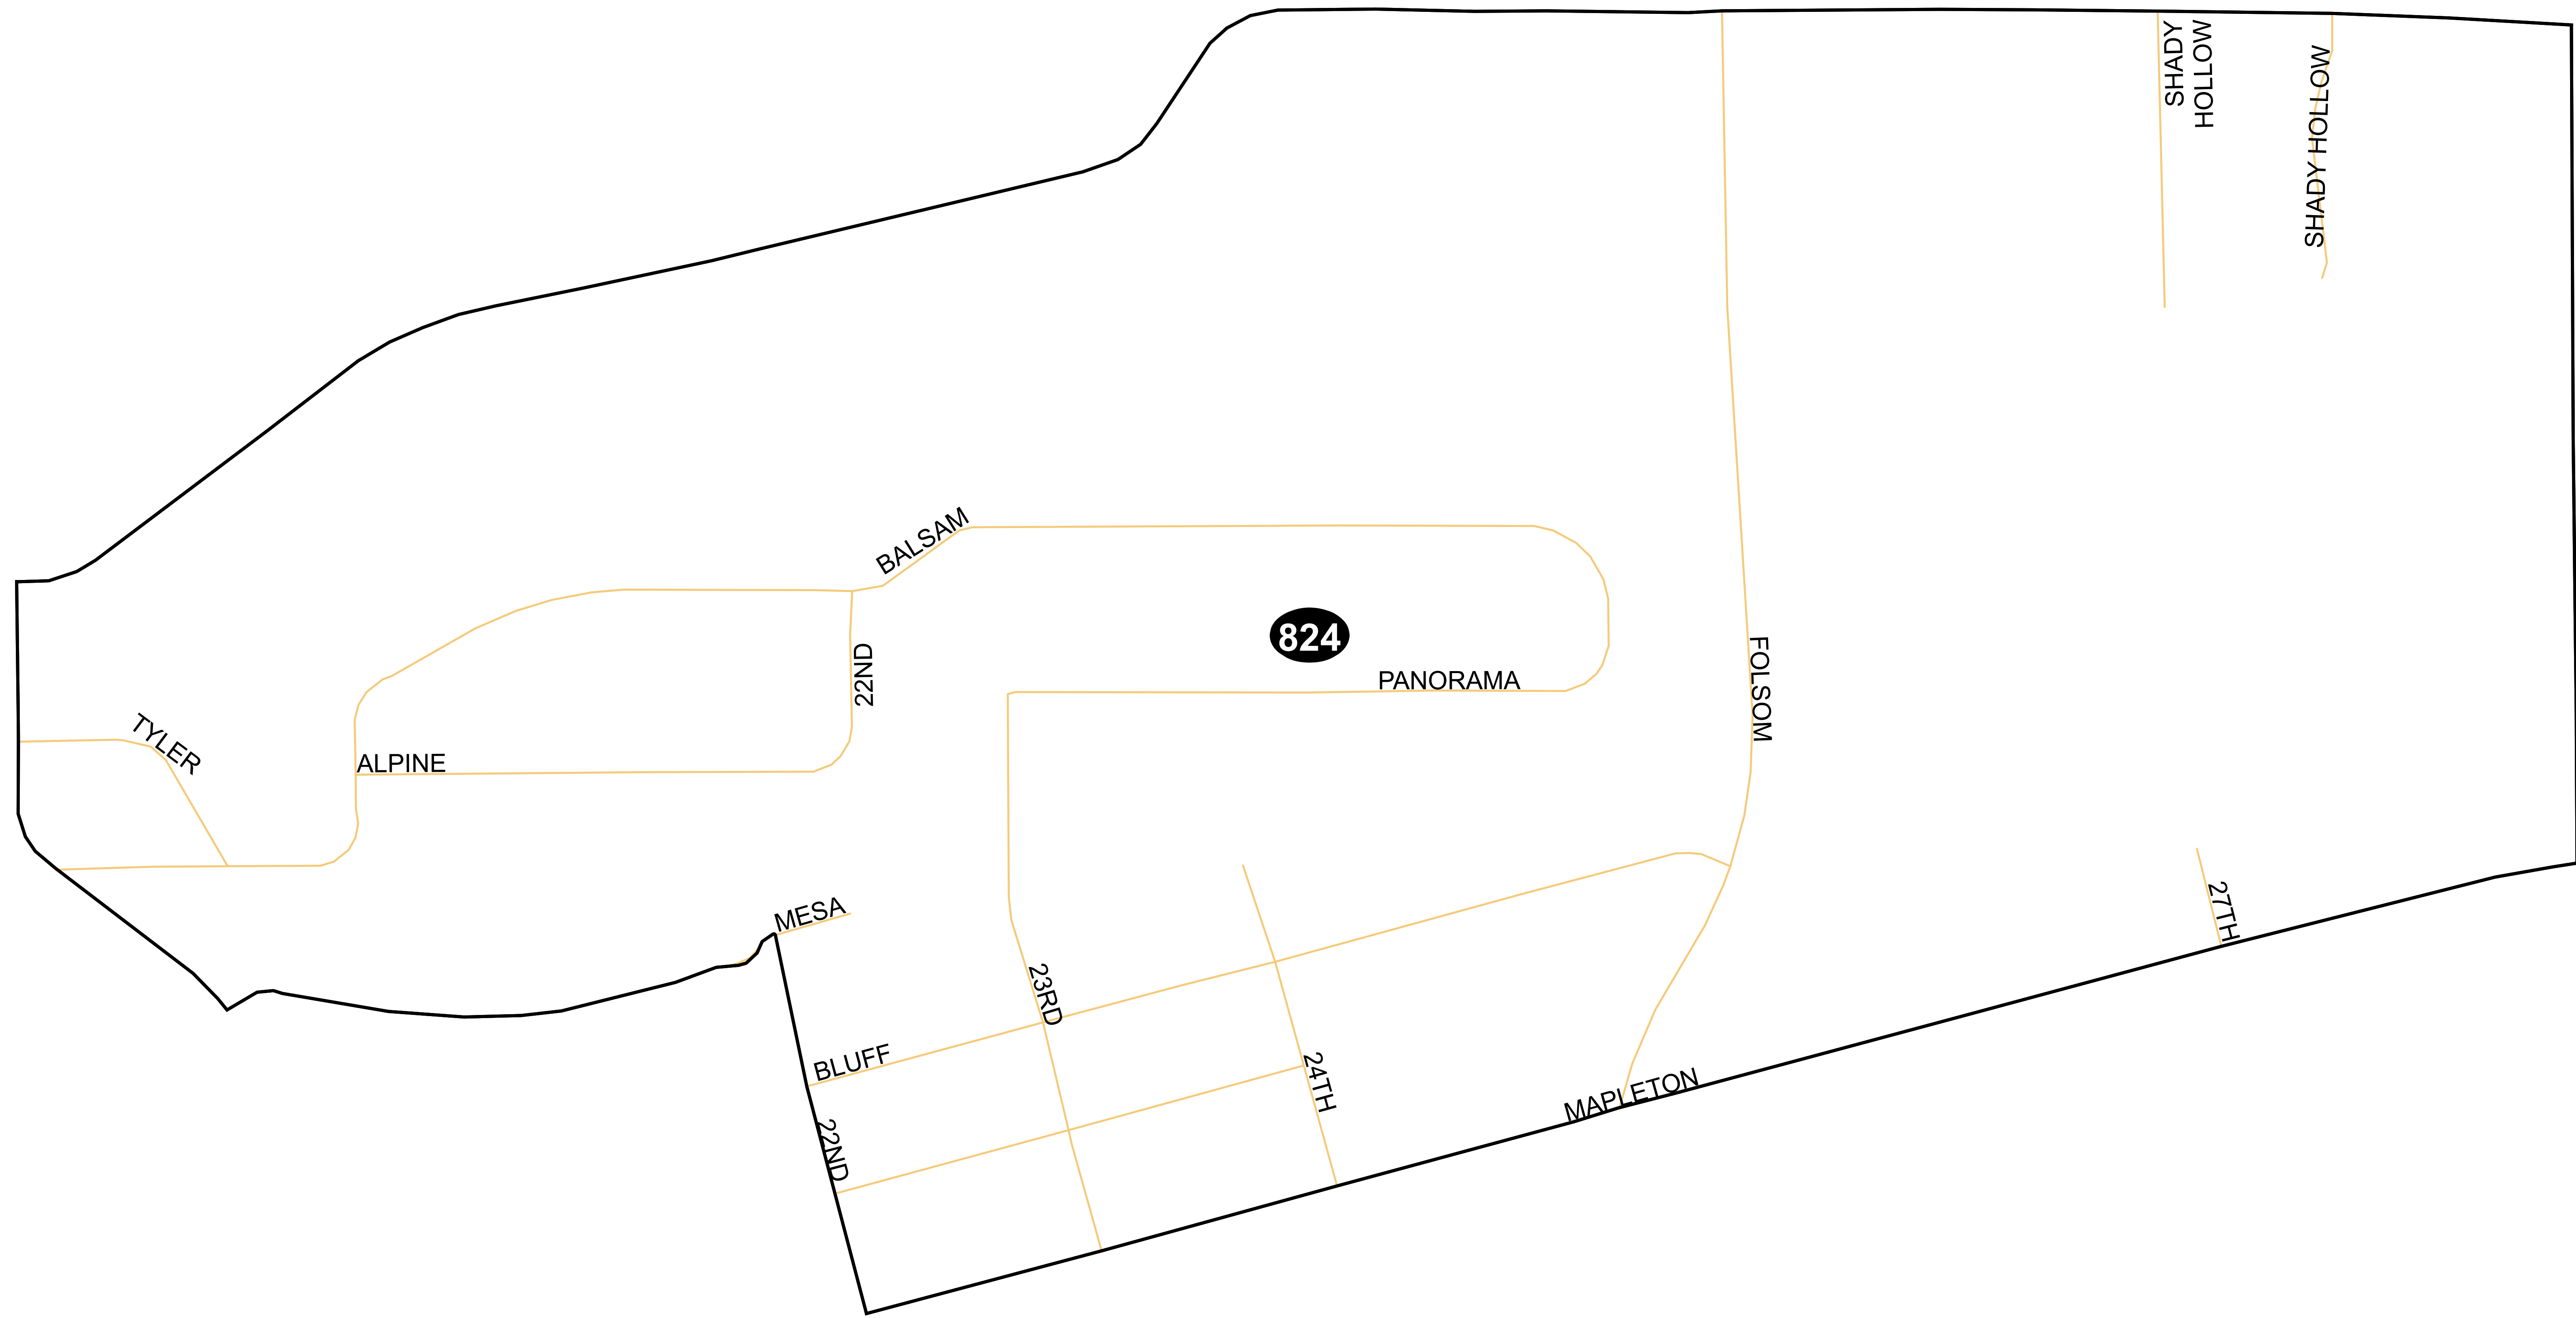 SHADY
HOLLOW
SHADY HOLLOW
BALSAM
824
22ND
PANORAMA
FOLSOM
TYLER
ALPINE
MESA
27TH
23RD
BLUFF
24TH
MAPLETON
22ND